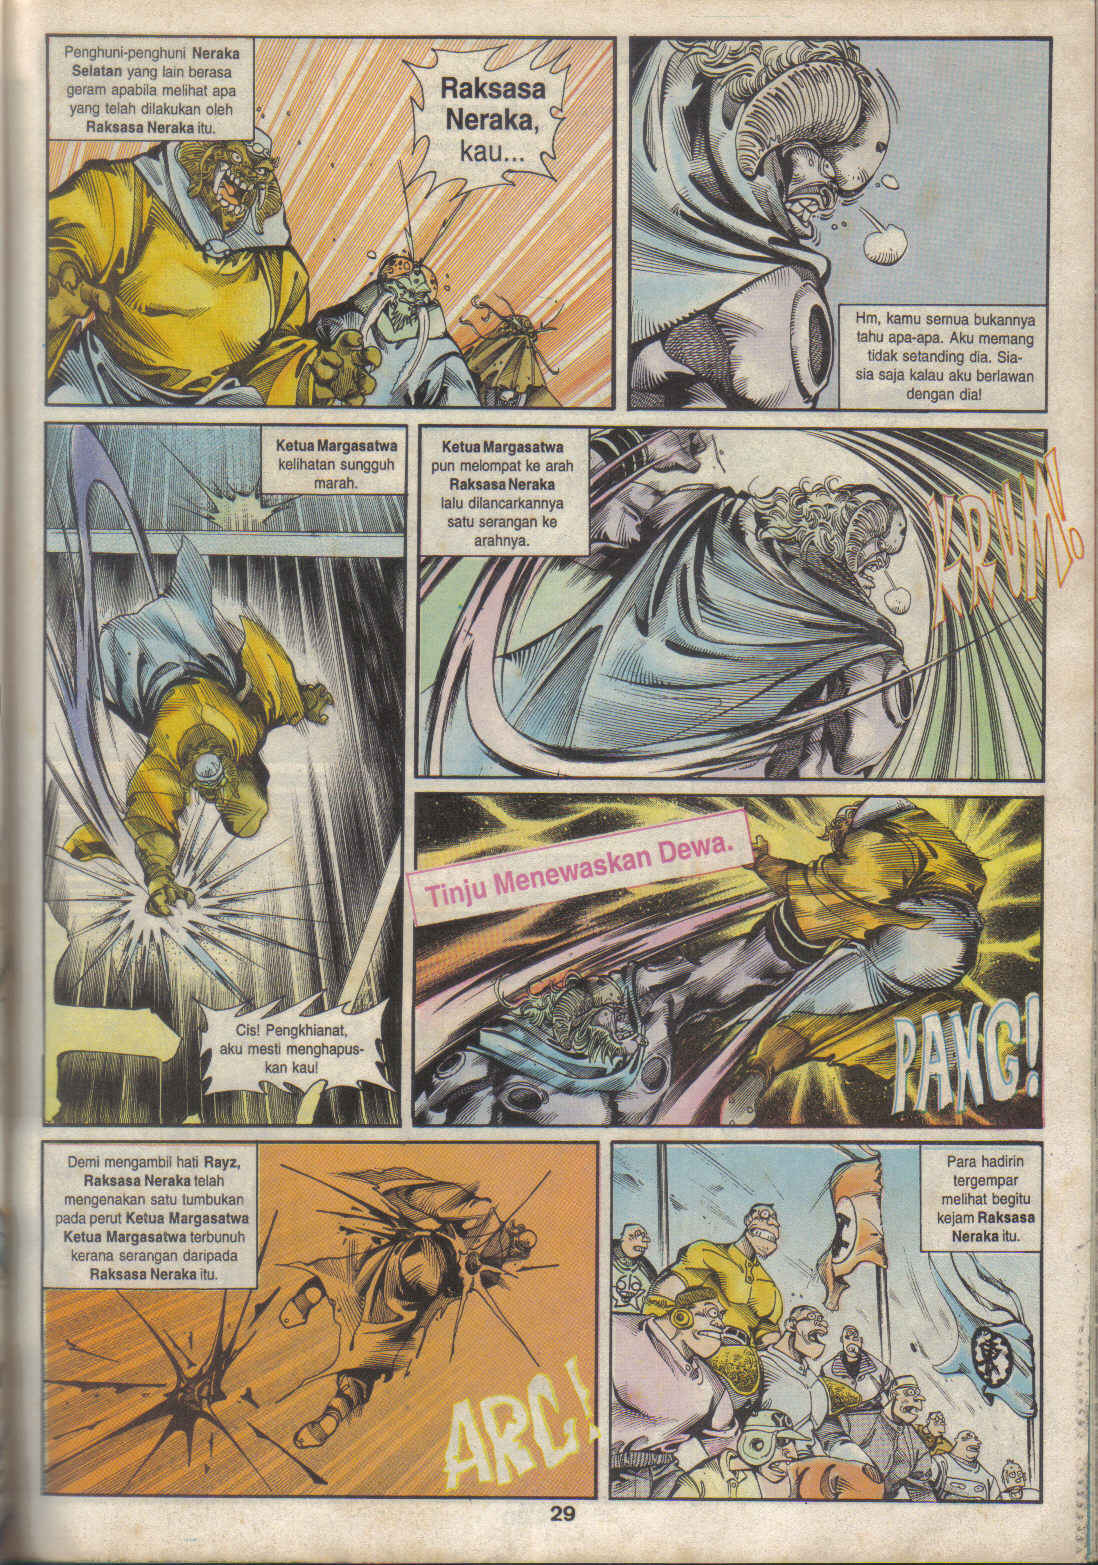 Penghuni-penghuni Neraka
Selatan yang lain berasa
geram apabila melihat apa
yang telah dilakukan oleh
Raksasa Neraka itu.
Raksasa
Neraka,
kau...
Hm, kamu semua bukannya
tahu apa-apa. Aku memang
tidak setanding dia. Sia-
sia saja kalau aku berlawan
dengan dia!
Ketua Margasatwa
kelihatan sungguh
marah.
Cis! Pengkhianat,
aku mesti menghapus-
kan kau!
Ketua Margasatwa
pun melompat ke arah
Raksasa Neraka
lalu dilancarkannya
satu serangan ke
arahnya.
KRUM!
Tinju Menewaskan Dewa.
PANG!
Demi mengambil hati Rayz,
Raksasa Neraka telah
mengenakan satu tumbukan
pada perut Ketua Margasatwa
Ketua Margasatwa terbunuh
kerana serangan daripada
Raksasa Neraka itu.
ARG!
Para hadirin
tergempar
melihat begitu
kejam Raksasa
Neraka itu.
29